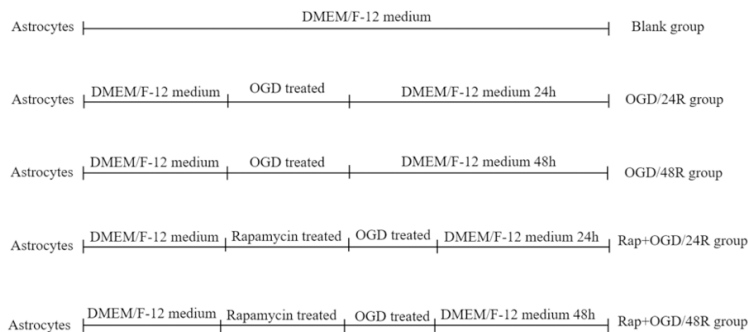 DMEM/F-12 medium
Astrocytes Blank group
DMEM/F-12 medium OGD treated DMEM/F-12 medium 24h
Astrocytes OGD/24R group
DMEM/F-12 medium OGD treated DMEM/F-12 medium 48h
Astrocytes OGD/48R group
DMEM/F-12 medium Rapamycin treated OGD treated DMEM/F-12 medium 24h
Astrocytes Rap+OGD/24R group
DMEM/F-12 medium Rapamycin treated OGD treated DMEM/F-12 medium 48h
Astrocytes Rap+OGD/48R group